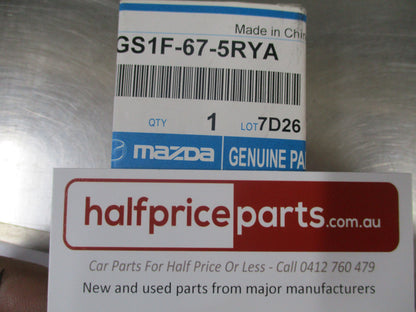 Made in Chin
GS1F-67-5RYA
QTY 1 LOT 7D26
mazda GENUINE PA
halfpriceparts.com.au
Car Parts For Half Price Or Less - Call 0412 760 479
New and used parts from major manufacturers